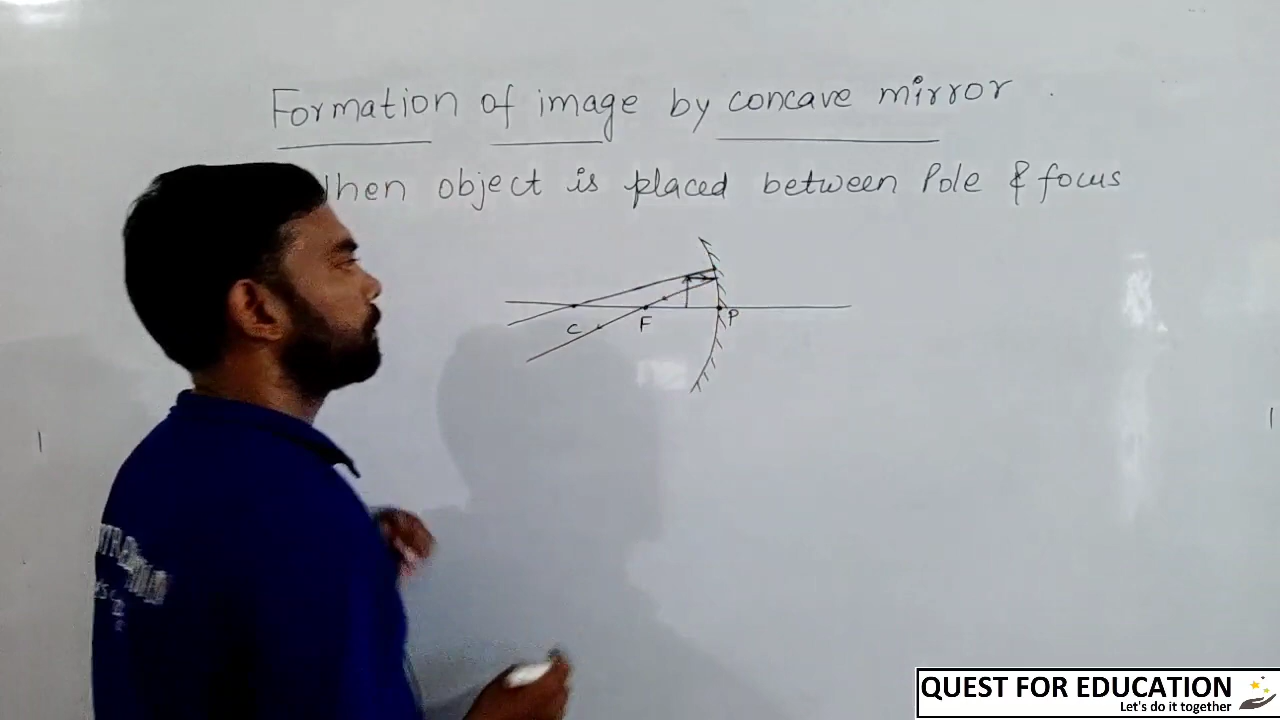 Formation of image by concave mirror
hen object is placed between Pole & focus
C
F
P
QUEST FOR EDUCATION
Let's do it together